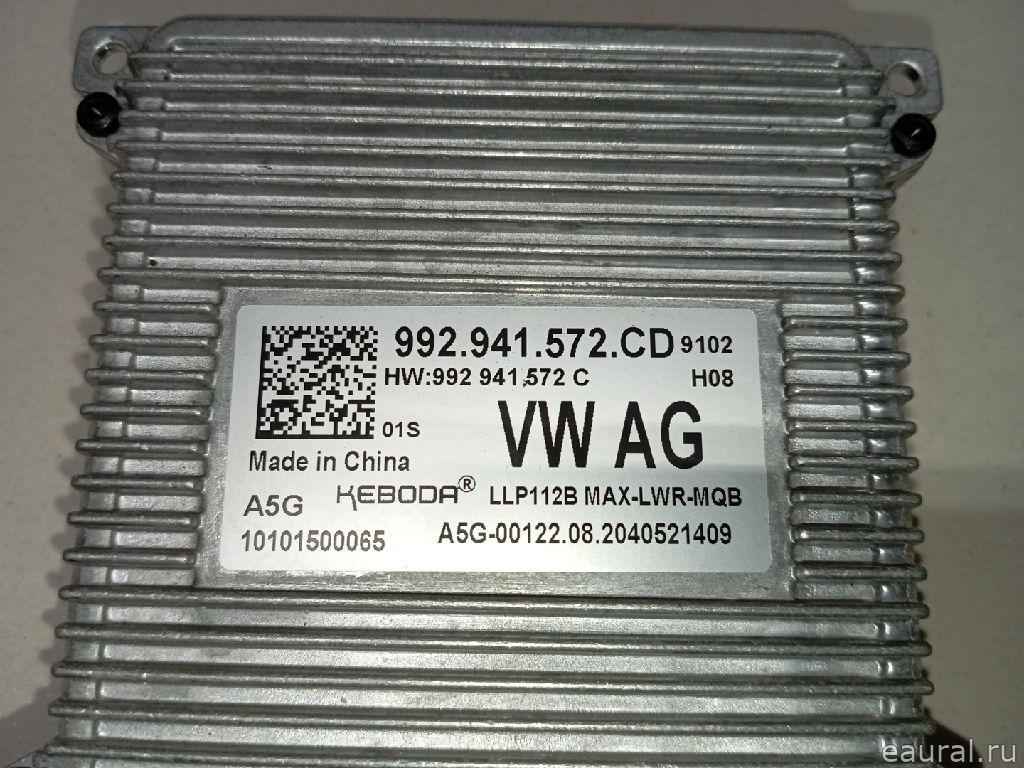 992.941.572.CD 9102
HW:992 941 572 C H08
01S
VW AG
Made in China
A5G KEBODA® LLP112B MAX-LWR-MQB
10101500065 A5G-00122.08.2040521409
eaural.ru